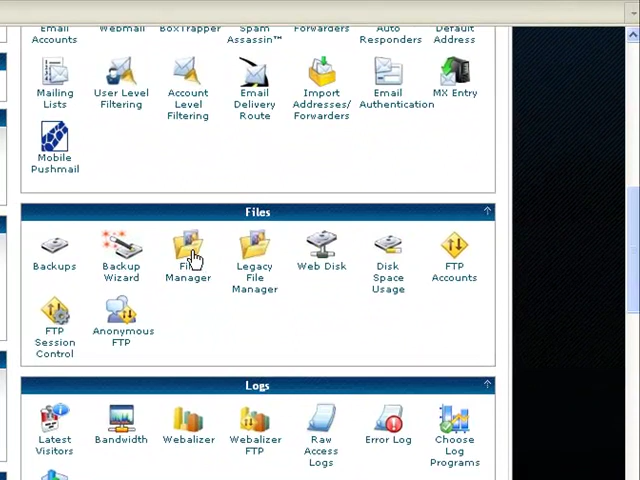 Email Accounts
Webmail
BoxTrapper
Spam Assassin™
Forwarders
Auto Responders
Default Address
Mailing Lists
User Level Filtering
Account Level Filtering
Email Delivery Route
Import Addresses/ Forwarders
Email Authentication
MX Entry
Mobile Pushmail
Files
Backups
Backup Wizard
File Manager
Legacy File Manager
Web Disk
Disk Space Usage
FTP Accounts
FTP Session Control
Anonymous FTP
Logs
Latest Visitors
Bandwidth
Webalizer
Webalizer FTP
Raw Access Logs
Error Log
Choose Log Programs